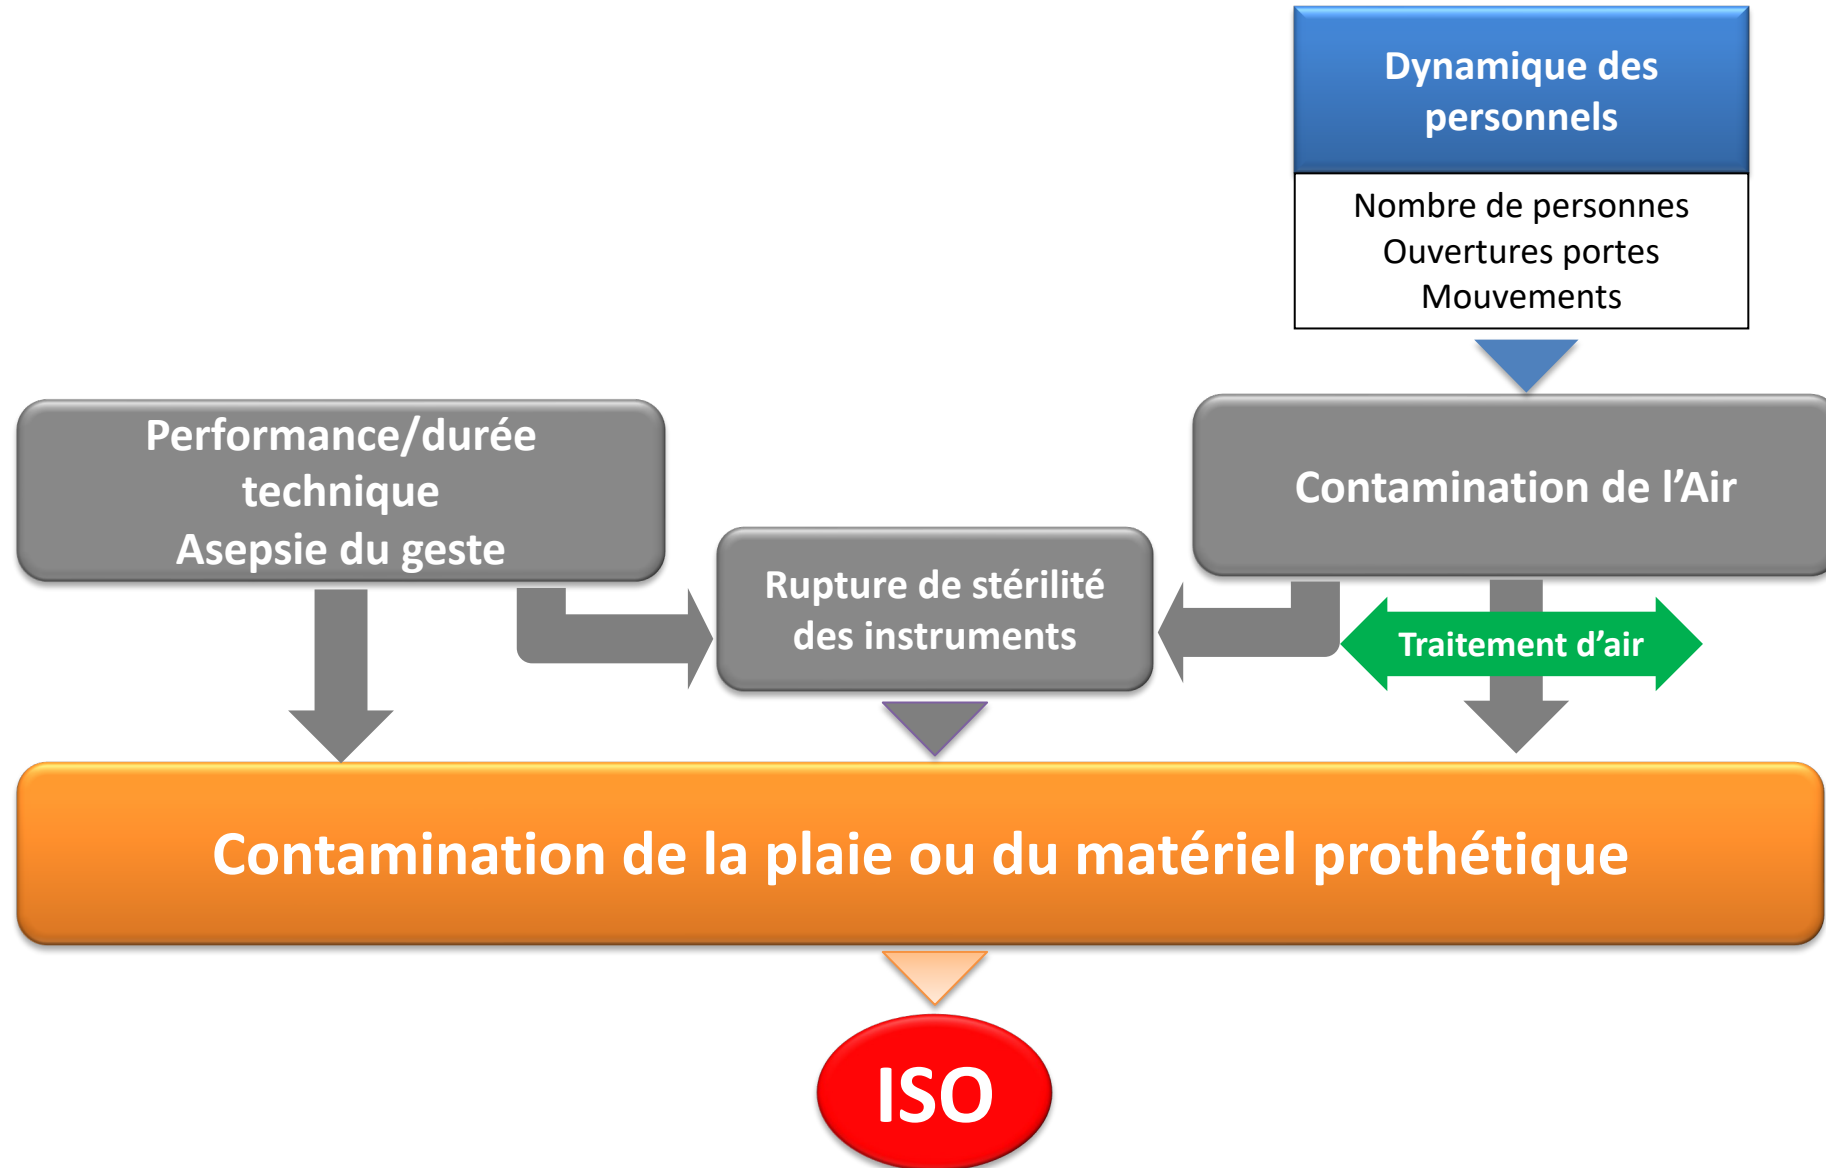 Dynamique des
personnels
Nombre de personnes
Ouvertures portes
Mouvements
Performance/durée
technique
Asepsie du geste
Contamination de l’Air
Rupture de stérilité
des instruments
Traitement d’air
Contamination de la plaie ou du matériel prothétique
ISO